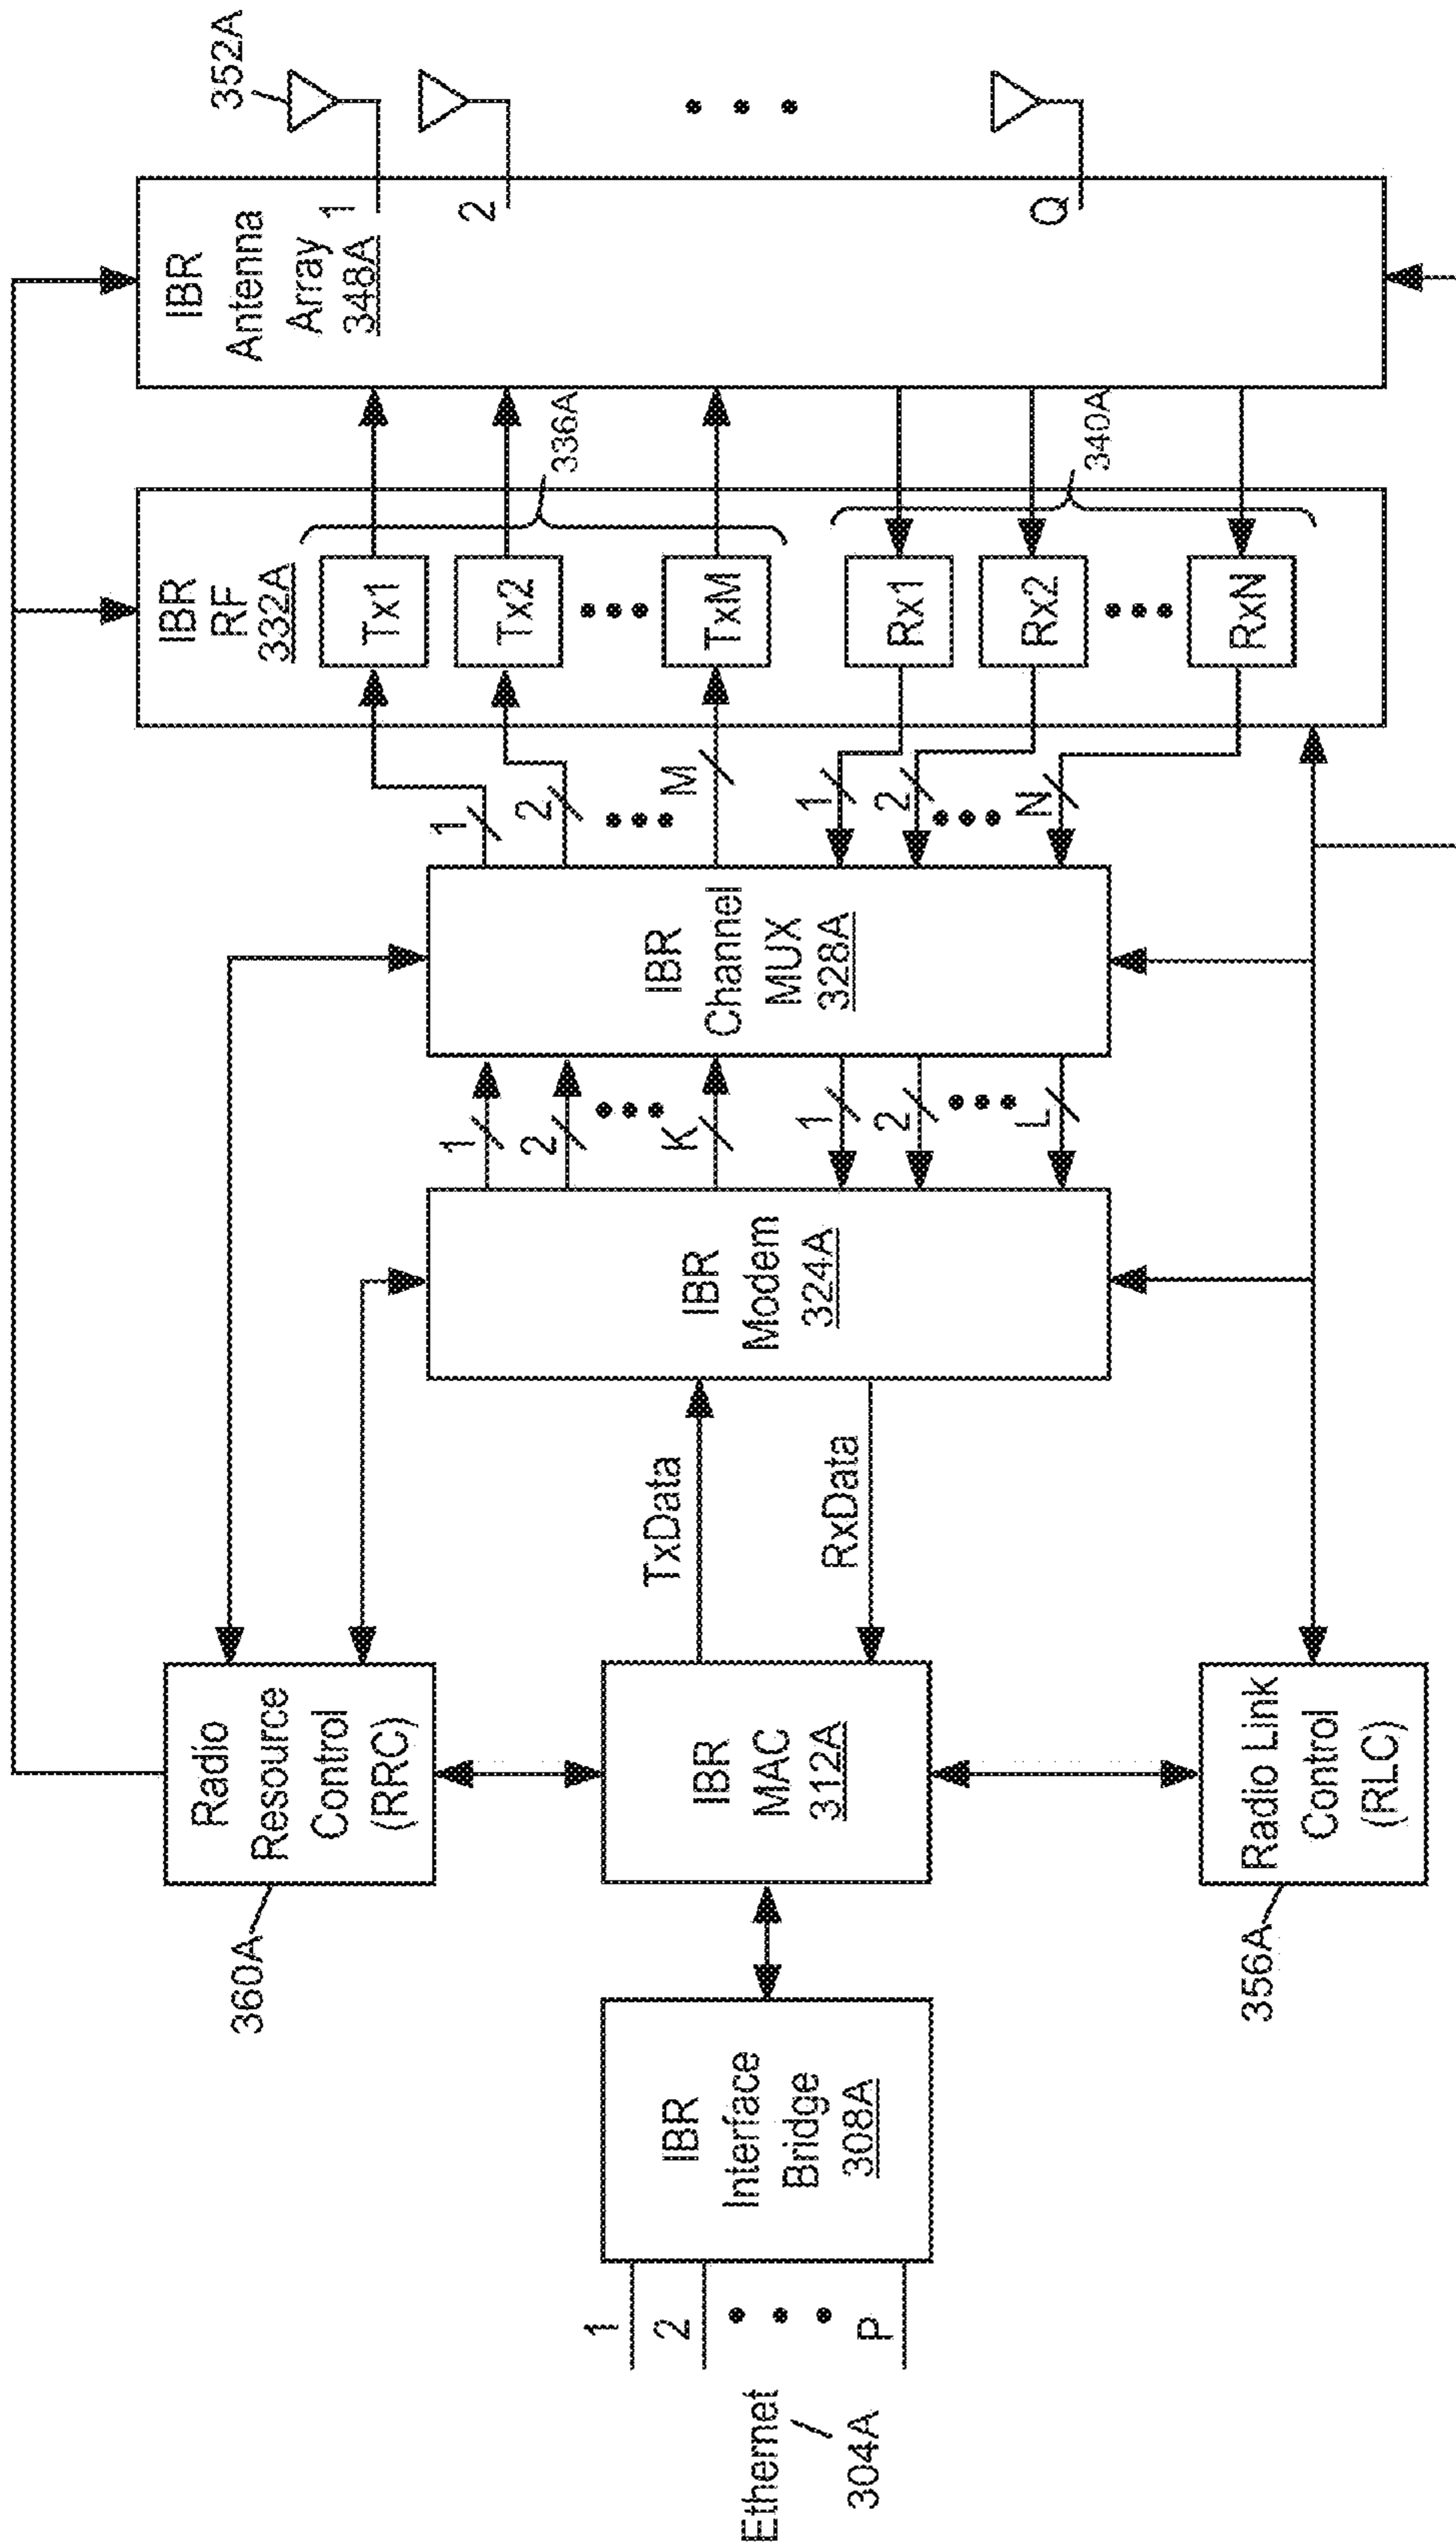 Ethernet
304A
1
2
P
IBR
Interface
Bridge
308A
360A
Radio
Resource
Control
(RRC)
IBR
MAC
312A
356A
Radio Link
Control
(RLC)
TxData
RxData
IBR
Modem
324A
1
2
K
1
2
L
IBR
Channel
MUX
328A
1
2
M
1
2
N
IBR
RF
332A
Tx1
Tx2
TxM
Rx1
Rx2
RxN
336A
340A
IBR
Antenna
Array
348A
1
2
Q
352A